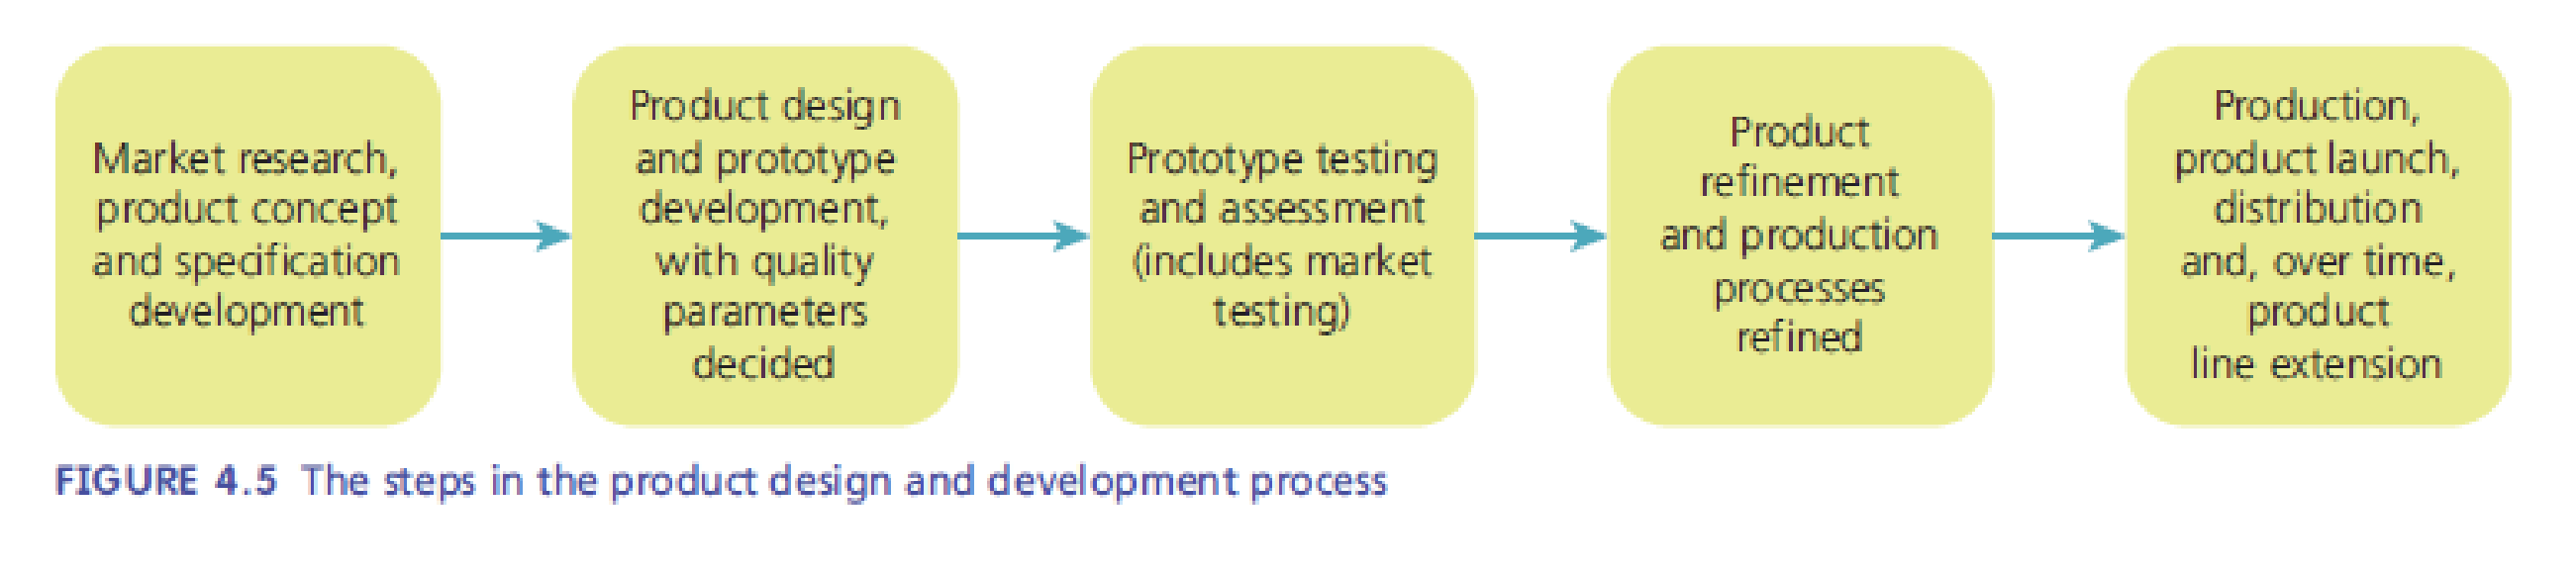 Market research,
product concept
and specification
development
Product design
and prototype
development,
with quality
parameters
decided
Prototype testing
and assessment
(includes market
testing)
Product
refinement
and production
processes
refined
Production,
product launch,
distribution
and, over time,
product
line extension
FIGURE 4.5 The steps in the product design and development process